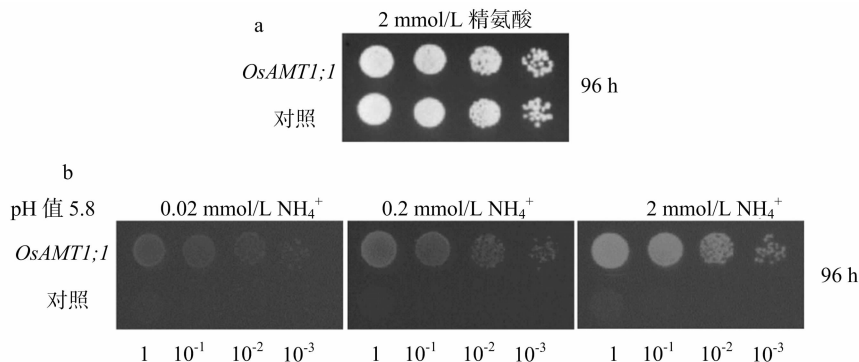 a
2 mmol/L 精氨酸
OsAMT1;1
对照
96 h
b
pH 值 5.8
0.02 mmol/L NH₄⁺
0.2 mmol/L NH₄⁺
2 mmol/L NH₄⁺
OsAMT1;1
对照
96 h
1 10⁻¹ 10⁻² 10⁻³ 1 10⁻¹ 10⁻² 10⁻³ 1 10⁻¹ 10⁻² 10⁻³